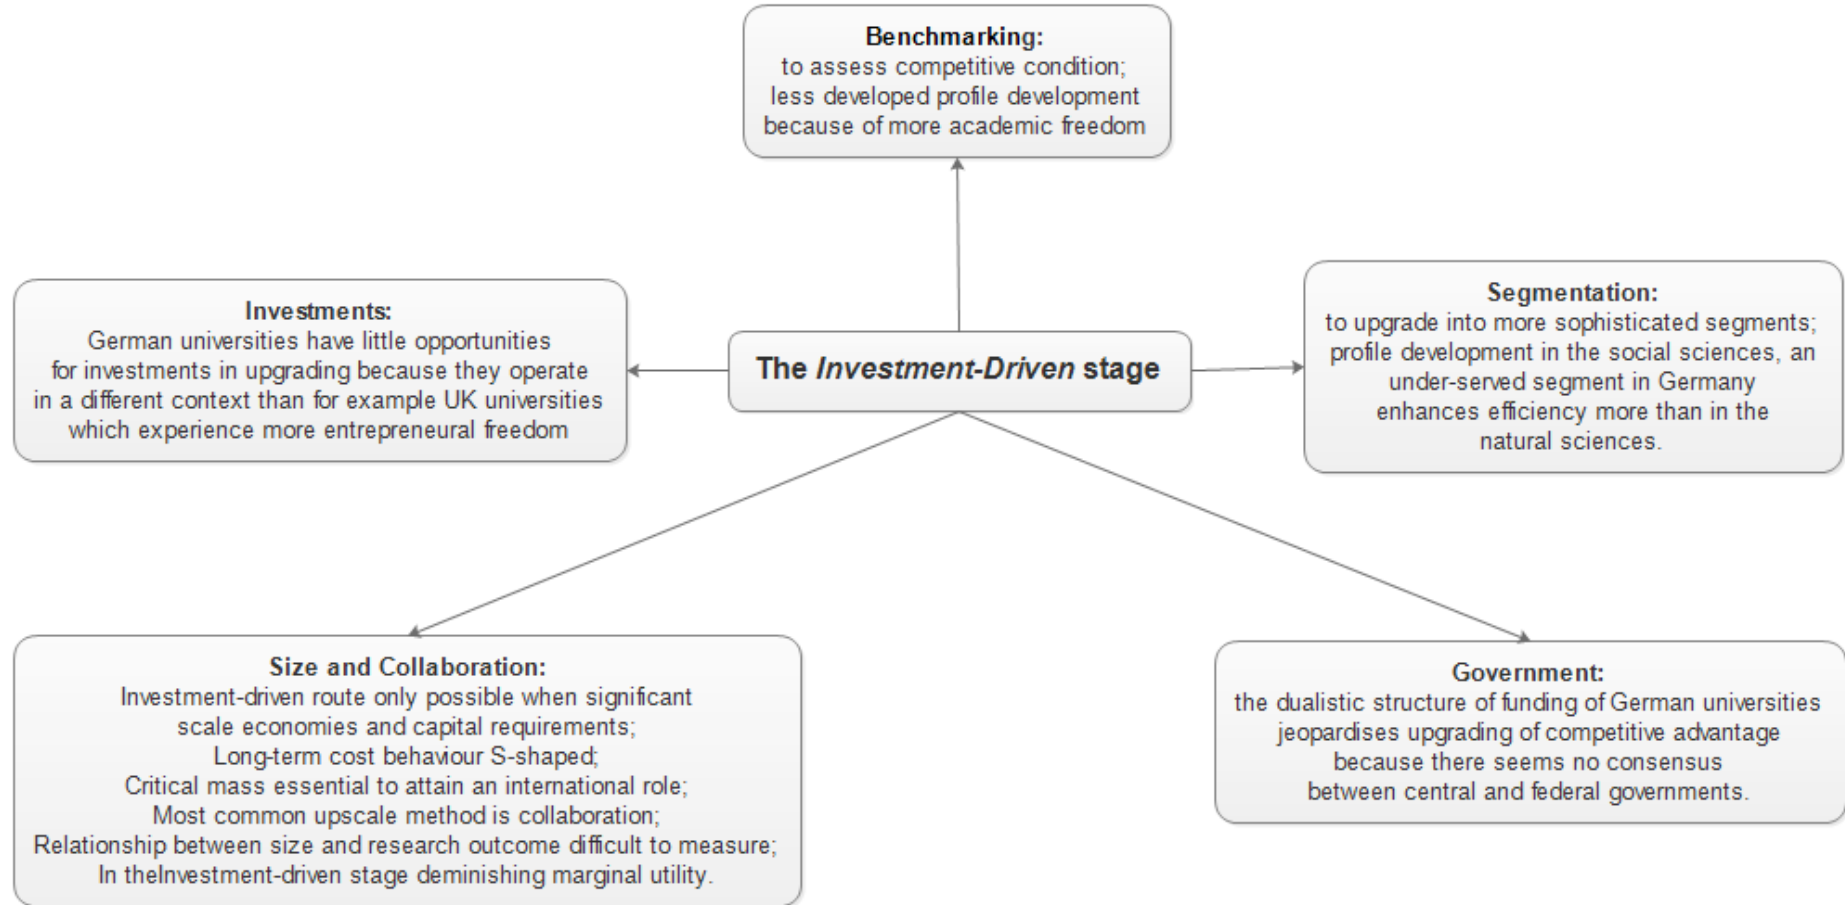 Benchmarking:
to assess competitive condition;
less developed profile development
because of more academic freedom
Investments:
German universities have little opportunities
for investments in upgrading because they operate
in a different context than for example UK universities
which experience more entrepreneural freedom
The Investment-Driven stage
Segmentation:
to upgrade into more sophisticated segments;
profile development in the social sciences, an
under-served segment in Germany
enhances efficiency more than in the
natural sciences.
Size and Collaboration:
Investment-driven route only possible when significant
scale economies and capital requirements;
Long-term cost behaviour S-shaped;
Critical mass essential to attain an international role;
Most common upscale method is collaboration;
Relationship between size and research outcome difficult to measure;
In theInvestment-driven stage deminishing marginal utility.
Government:
the dualistic structure of funding of German universities
jeopardises upgrading of competitive advantage
because there seems no consensus
between central and federal governments.